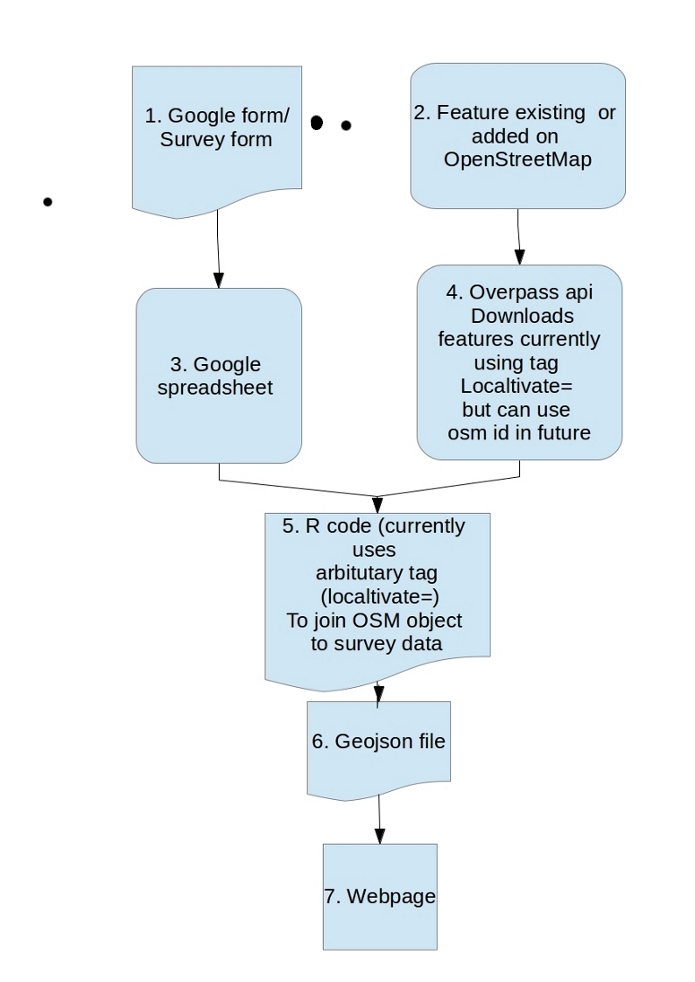 1. Google form/
Survey form
2. Feature existing  or
added on
OpenStreetMap
3. Google
spreadsheet
4. Overpass api
Downloads
features currently
using tag
Localtivate=
but can use
osm id in future
5. R code (currently
uses
arbitutary tag
(localtivate=)
To join OSM object
to survey data
6. Geojson file
7. Webpage